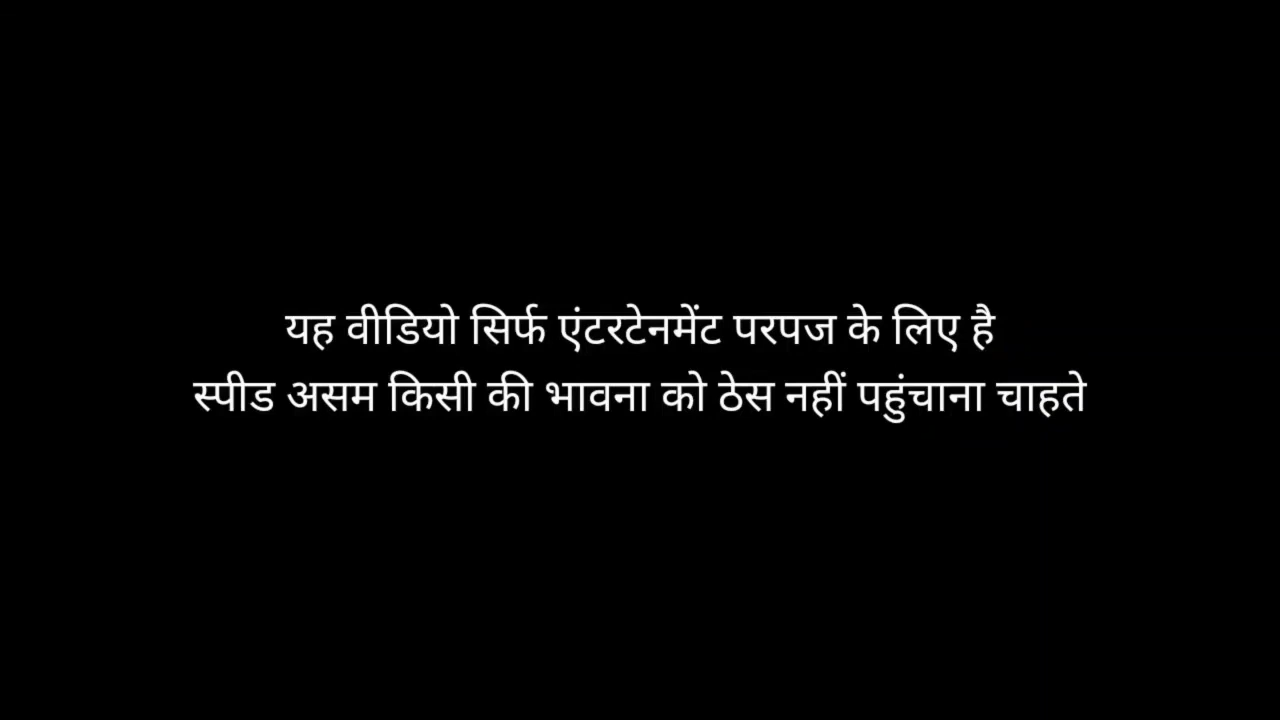 यह वीडियो सिर्फ एंटरटेनमेंट परपज के लिए है
स्पीड असम किसी की भावना को ठेस नहीं पहुंचाना चाहते